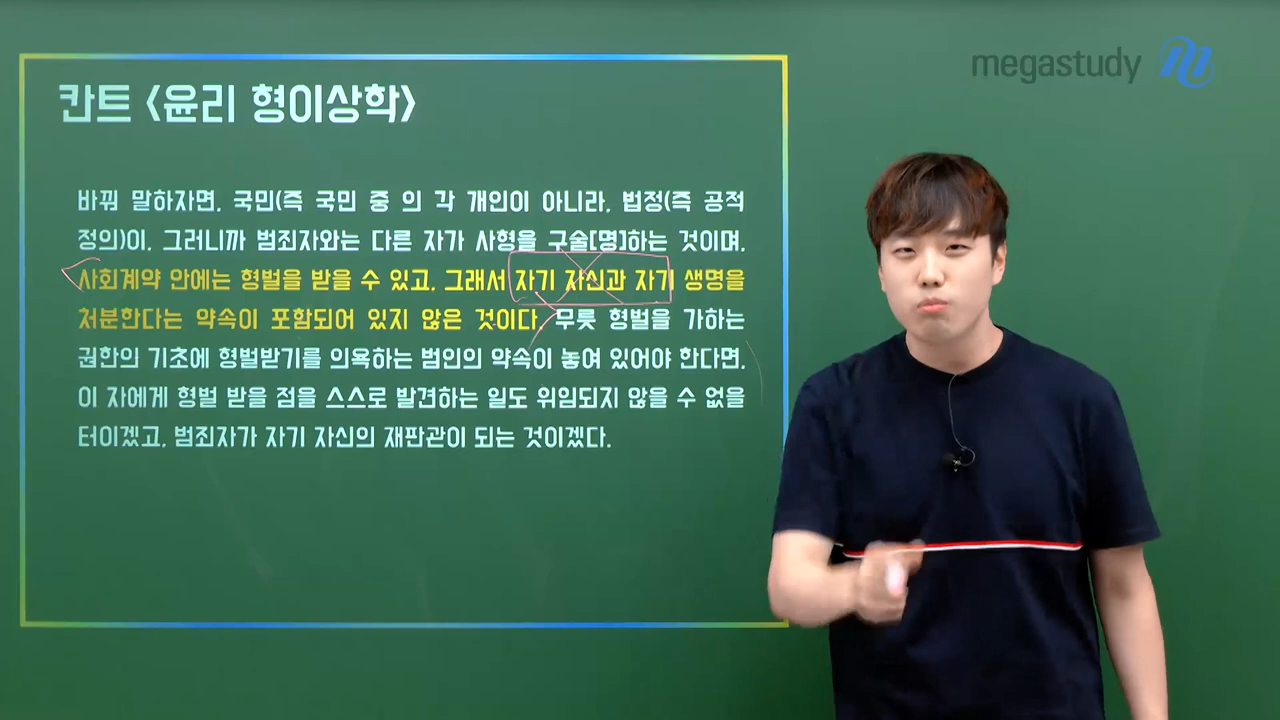 megastudy
칸트 <윤리 형이상학>
바꿔 말하자면, 국민(즉 국민 중 의 각 개인이 아니라, 법정(즉 공적
정의)이, 그러니까 범죄자와는 다른 자가 사형을 구술[명]하는 것이며,
사회계약 안에는 형벌을 받을 수 있고, 그래서 자기 자신과 자기 생명을
처분한다는 약속이 포함되어 있지 않은 것이다. 무릇 형벌을 가하는
권한의 기초에 형벌받기를 의욕하는 범인의 약속이 놓여 있어야 한다면,
이 자에게 형벌 받을 점을 스스로 발견하는 일도 위임되지 않을 수 없을
터이겠고, 범죄자가 자기 자신의 재판관이 되는 것이겠다.